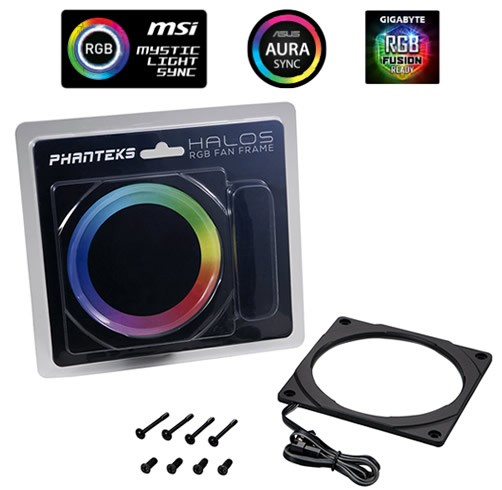 RGB
msi
MYSTIC
LIGHT
SYNC
ASUS
AURA
SYNC
GIGABYTE
RGB
FUSION
READY
PHANTEKS
HALOS
RGB FAN FRAME